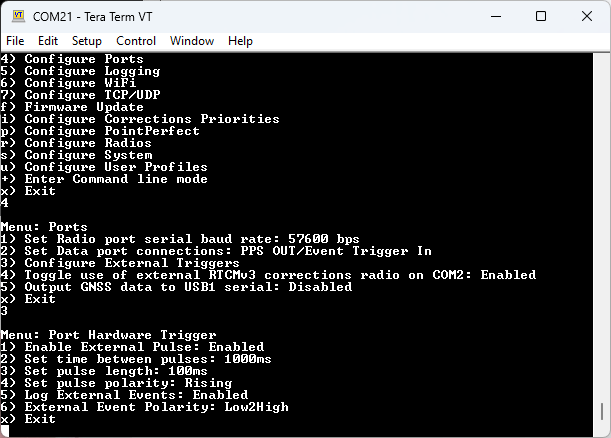 COM21 - Tera Term VT
File Edit Setup Control Window Help
4) Configure Ports
5) Configure Logging
6) Configure WiFi
7) Configure TCP/UDP
f) Firmware Update
i) Configure Corrections Priorities
p) Configure PointPerfect
r) Configure Radios
s) Configure System
u) Configure User Profiles
+) Enter Command line mode
x) Exit
4
Menu: Ports
1) Set Radio port serial baud rate: 57600 bps
2) Set Data port connections: PPS OUT/Event Trigger In
3) Configure External Triggers
4) Toggle use of external RTCMv3 corrections radio on COM2: Enabled
5) Output GNSS data to USB1 serial: Disabled
x) Exit
3
Menu: Port Hardware Trigger
1) Enable External Pulse: Enabled
2) Set time between pulses: 1000ms
3) Set pulse length: 100ms
4) Set pulse polarity: Rising
5) Log External Events: Enabled
6) External Event Polarity: Low2High
x) Exit